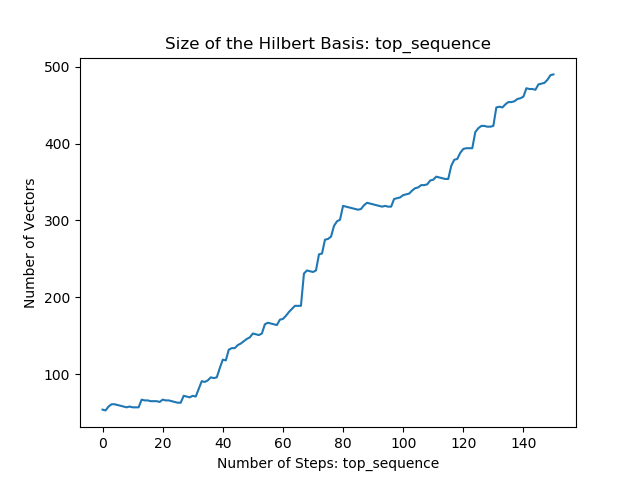 Size of the Hilbert Basis: top_sequence
500
400
300
200
100
Number of Vectors
0 20 40 60 80 100 120 140
Number of Steps: top_sequence